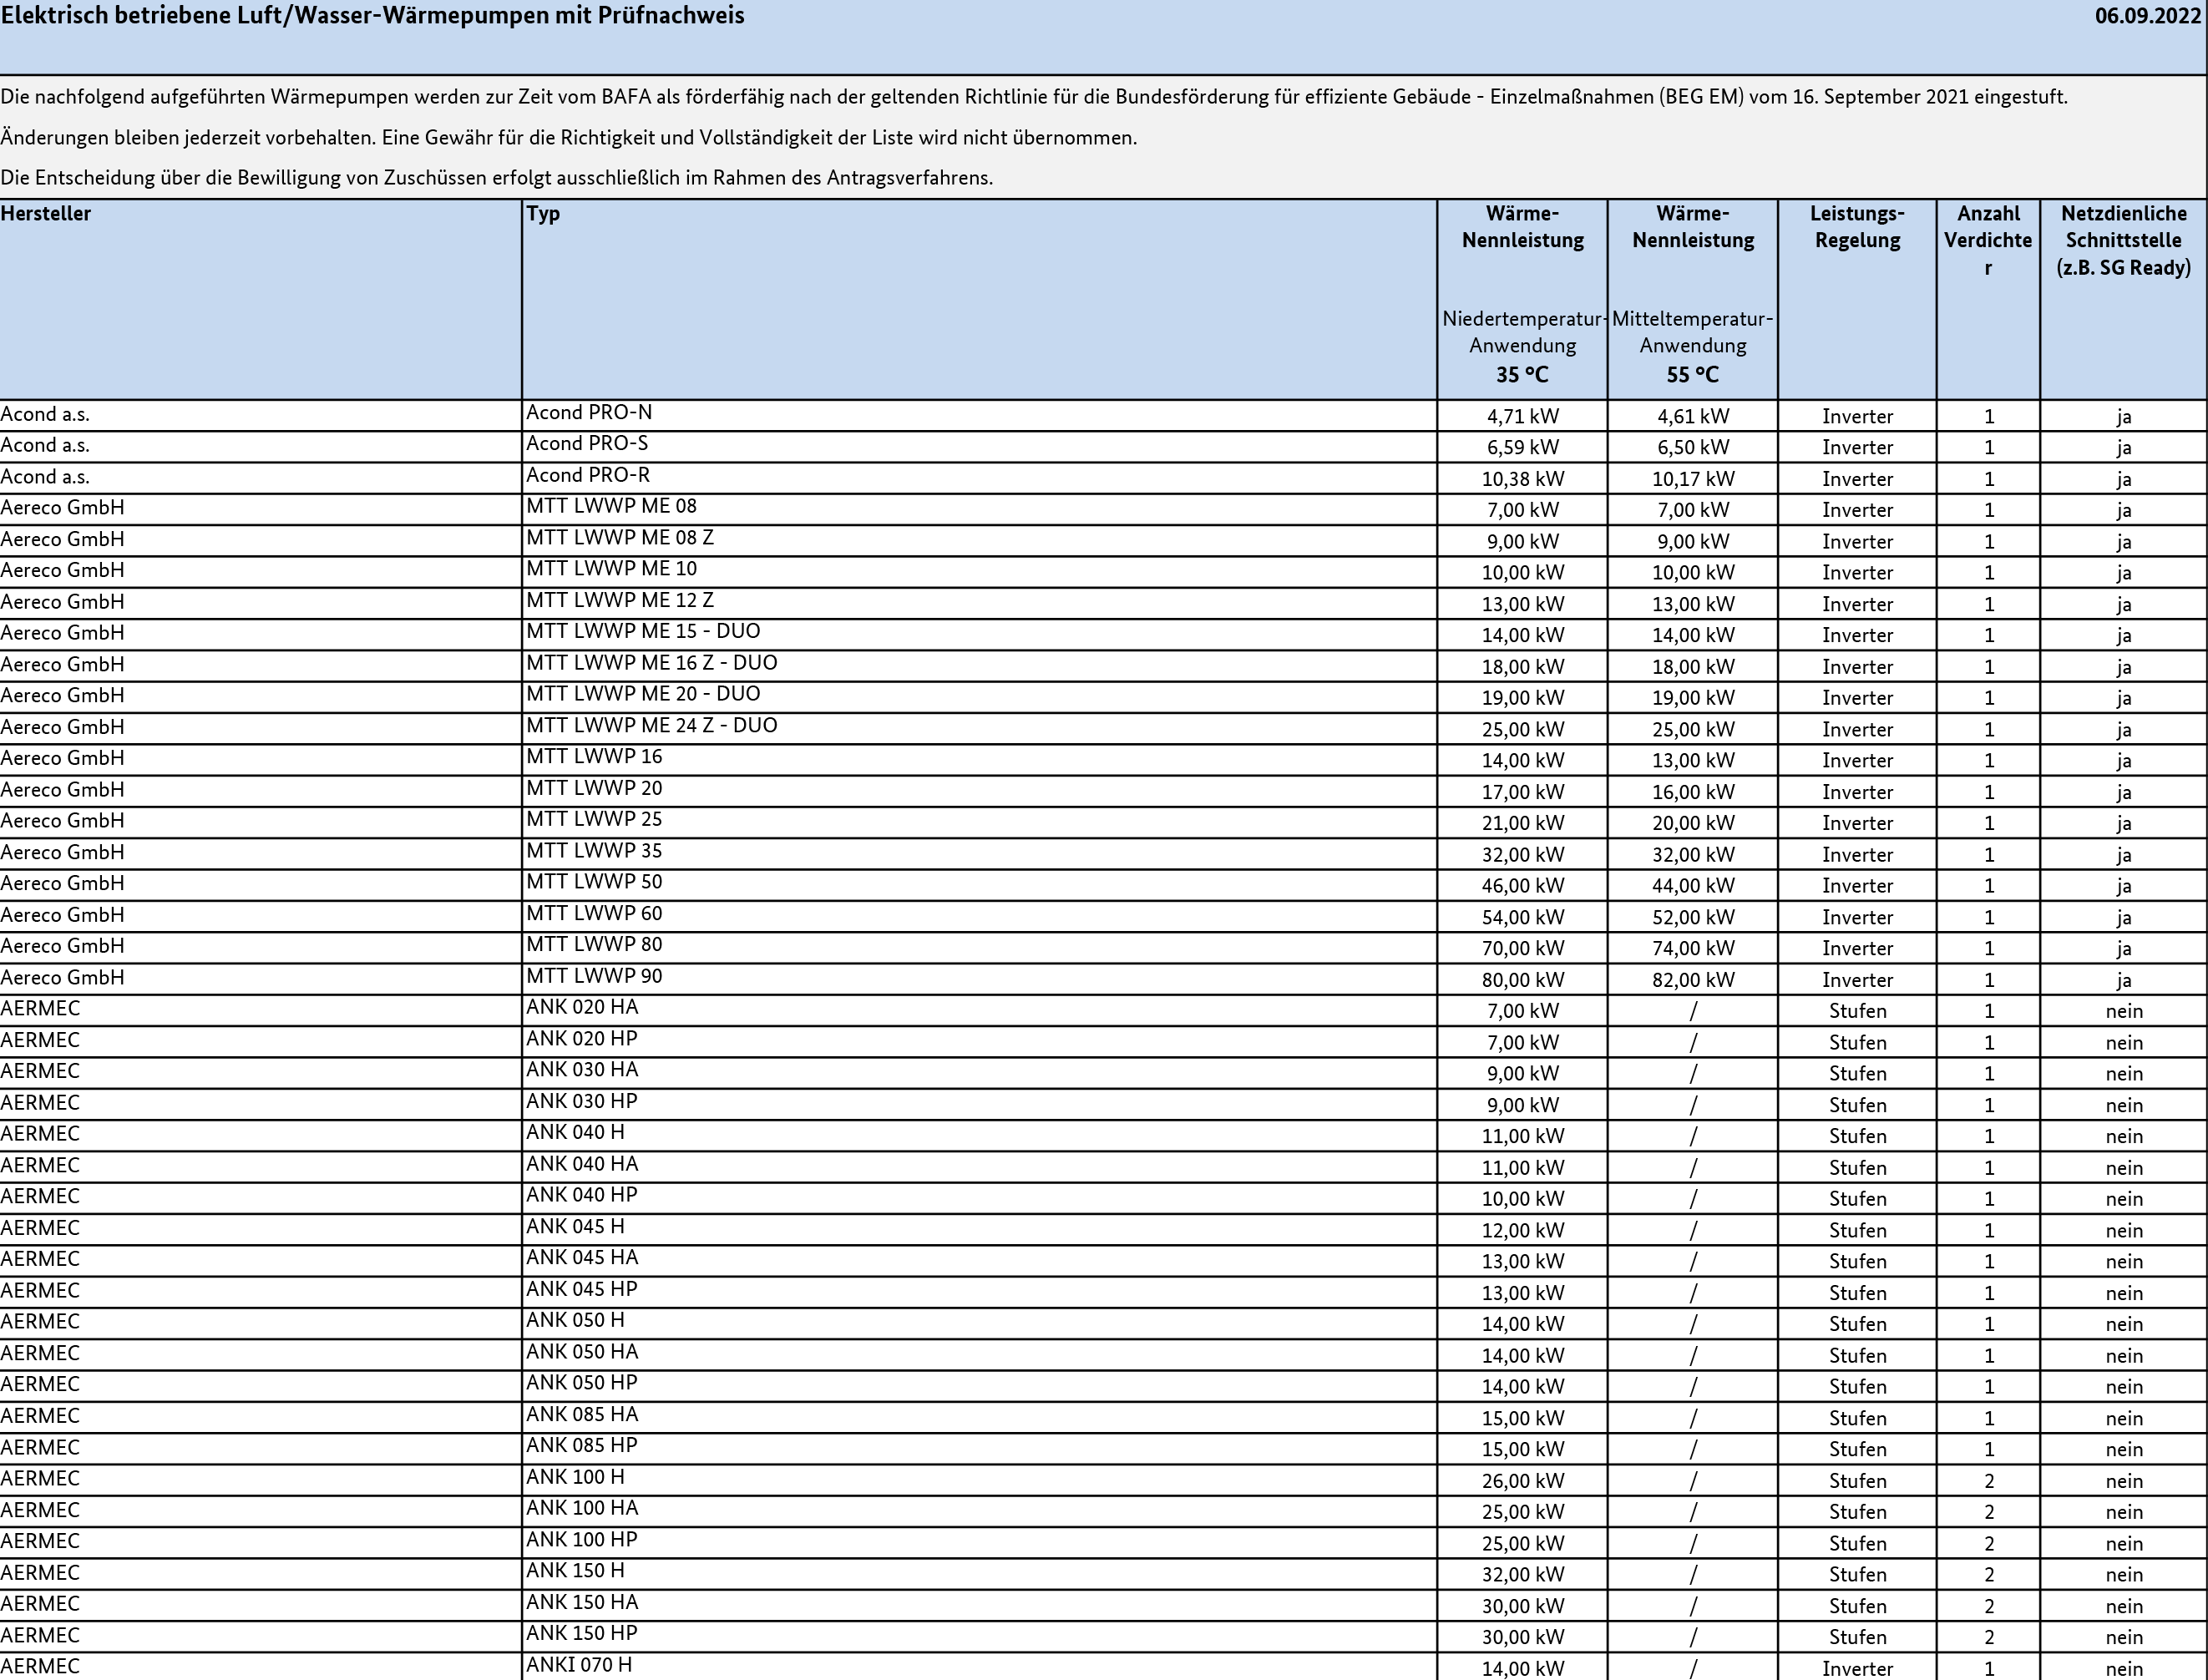 Elektrisch betriebene Luft/Wasser-Wärmepumpen mit Prüfnachweis 06.09.2022
Die nachfolgend aufgeführten Wärmepumpen werden zur Zeit vom BAFA als förderfähig nach der geltenden Richtlinie für die Bundesförderung für effiziente Gebäude - Einzelmaßnahmen (BEG EM) vom 16. September 2021 eingestuft.
Änderungen bleiben jederzeit vorbehalten. Eine Gewähr für die Richtigkeit und Vollständigkeit der Liste wird nicht übernommen.
Die Entscheidung über die Bewilligung von Zuschüssen erfolgt ausschließlich im Rahmen des Antragsverfahrens.
Hersteller Typ Wärme- Wärme- Leistungs- Anzahl Netzdienliche
Nennleistung Nennleistung Regelung Verdichte Schnittstelle
r (z.B. SG Ready)
Niedertemperatur- Mitteltemperatur-
Anwendung Anwendung
35 °C 55 °C
Acond a.s. Acond PRO-N 4,71 kW 4,61 kW Inverter 1 ja
Acond a.s. Acond PRO-S 6,59 kW 6,50 kW Inverter 1 ja
Acond a.s. Acond PRO-R 10,38 kW 10,17 kW Inverter 1 ja
Aereco GmbH MTT LWWP ME 08 7,00 kW 7,00 kW Inverter 1 ja
Aereco GmbH MTT LWWP ME 08 Z 9,00 kW 9,00 kW Inverter 1 ja
Aereco GmbH MTT LWWP ME 10 10,00 kW 10,00 kW Inverter 1 ja
Aereco GmbH MTT LWWP ME 12 Z 13,00 kW 13,00 kW Inverter 1 ja
Aereco GmbH MTT LWWP ME 15 - DUO 14,00 kW 14,00 kW Inverter 1 ja
Aereco GmbH MTT LWWP ME 16 Z - DUO 18,00 kW 18,00 kW Inverter 1 ja
Aereco GmbH MTT LWWP ME 20 - DUO 19,00 kW 19,00 kW Inverter 1 ja
Aereco GmbH MTT LWWP ME 24 Z - DUO 25,00 kW 25,00 kW Inverter 1 ja
Aereco GmbH MTT LWWP 16 14,00 kW 13,00 kW Inverter 1 ja
Aereco GmbH MTT LWWP 20 17,00 kW 16,00 kW Inverter 1 ja
Aereco GmbH MTT LWWP 25 21,00 kW 20,00 kW Inverter 1 ja
Aereco GmbH MTT LWWP 35 32,00 kW 32,00 kW Inverter 1 ja
Aereco GmbH MTT LWWP 50 46,00 kW 44,00 kW Inverter 1 ja
Aereco GmbH MTT LWWP 60 54,00 kW 52,00 kW Inverter 1 ja
Aereco GmbH MTT LWWP 80 70,00 kW 74,00 kW Inverter 1 ja
Aereco GmbH MTT LWWP 90 80,00 kW 82,00 kW Inverter 1 ja
AERMEC ANK 020 HA 7,00 kW / Stufen 1 nein
AERMEC ANK 020 HP 7,00 kW / Stufen 1 nein
AERMEC ANK 030 HA 9,00 kW / Stufen 1 nein
AERMEC ANK 030 HP 9,00 kW / Stufen 1 nein
AERMEC ANK 040 H 11,00 kW / Stufen 1 nein
AERMEC ANK 040 HA 11,00 kW / Stufen 1 nein
AERMEC ANK 040 HP 10,00 kW / Stufen 1 nein
AERMEC ANK 045 H 12,00 kW / Stufen 1 nein
AERMEC ANK 045 HA 13,00 kW / Stufen 1 nein
AERMEC ANK 045 HP 13,00 kW / Stufen 1 nein
AERMEC ANK 050 H 14,00 kW / Stufen 1 nein
AERMEC ANK 050 HA 14,00 kW / Stufen 1 nein
AERMEC ANK 050 HP 14,00 kW / Stufen 1 nein
AERMEC ANK 085 HA 15,00 kW / Stufen 1 nein
AERMEC ANK 085 HP 15,00 kW / Stufen 1 nein
AERMEC ANK 100 H 26,00 kW / Stufen 2 nein
AERMEC ANK 100 HA 25,00 kW / Stufen 2 nein
AERMEC ANK 100 HP 25,00 kW / Stufen 2 nein
AERMEC ANK 150 H 32,00 kW / Stufen 2 nein
AERMEC ANK 150 HA 30,00 kW / Stufen 2 nein
AERMEC ANK 150 HP 30,00 kW / Stufen 2 nein
AERMEC ANKI 070 H 14,00 kW / Inverter 1 nein